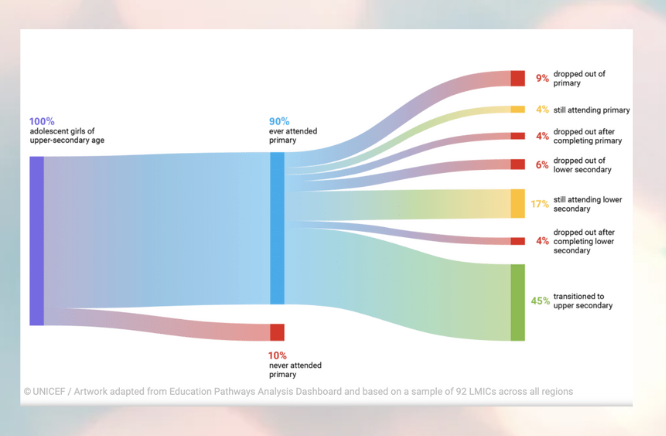 100%
adolescent girls of
upper-secondary age
90%
ever attended
primary
10%
never attended
primary
9% dropped out of
primary
4% still attending primary
4% dropped out after
completing primary
6% dropped out of
lower secondary
17% still attending lower
secondary
4% dropped out after
completing lower
secondary
45% transitioned to
upper secondary
© UNICEF / Artwork adapted from Education Pathways Analysis Dashboard and based on a sample of 92 LMICs across all regions